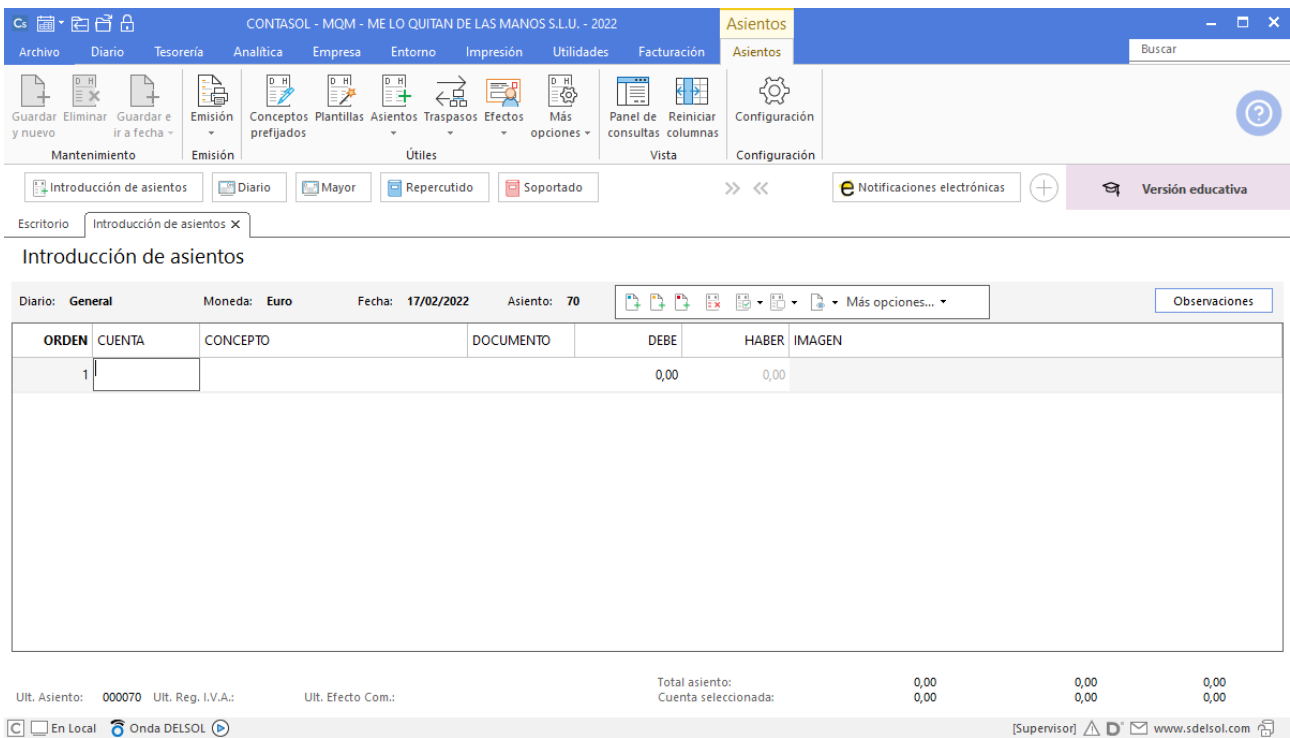 Cs CONTASOL - MQM - ME LO QUITAN DE LAS MANOS S.L.U. - 2022 Asientos
Archivo Diario Tesorería Analítica Empresa Entorno Impresión Utilidades Facturación Asientos Buscar
D H D H D H D H D H
Guardar y nuevo Eliminar Guardar e ir a fecha Emisión Conceptos prefijados Plantillas Asientos Traspasos Efectos Más opciones Panel de consultas Reiniciar columnas Configuración
Mantenimiento Emisión Útiles Vista Configuración
Introducción de asientos Diario Mayor Repercutido Soportado Notificaciones electrónicas Versión educativa
Escritorio Introducción de asientos X
Introducción de asientos
Diario: General Moneda: Euro Fecha: 17/02/2022 Asiento: 70 Más opciones... Observaciones
ORDEN CUENTA CONCEPTO DOCUMENTO DEBE HABER IMAGEN
1 0,00 0,00
Total asiento: 0,00 0,00 0,00
Ult. Asiento: 000070 Ult. Reg. I.V.A.: Ult. Efecto Com.: Cuenta seleccionada: 0,00 0,00 0,00
C En Local Onda DELSOL [Supervisor] D www.sdelsol.com